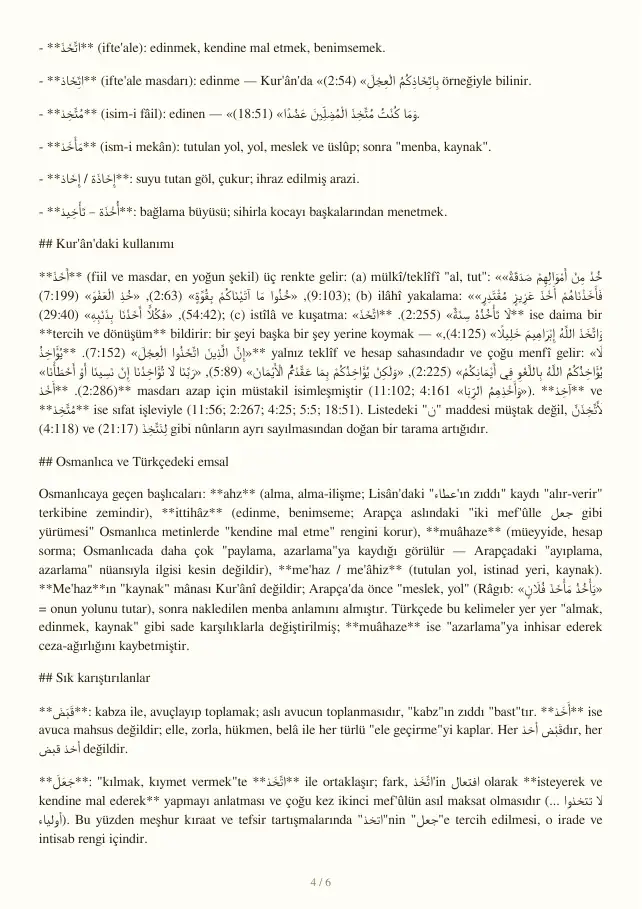 - **اتَّخَذَ** (ifte'ale): edinmek, kendine mal etmek, benimsemek.
- **اتِّخَاذ** (ifte'ale masdarı): edinme — Kur'ân'da «بِاتِّخَاذِكُمُ الْعِجْلَ» (2:54) örneğiyle bilinir.
- **مُتَّخِذ** (isim-i fâil): edinen — «وَمَا كُنْتُ مُتَّخِذَ الْمُضِلِّينَ عَضُدًا» (18:51).
- **مَأْخَذ** (ism-i mekân): tutulan yol, yol, meslek ve üslûp; sonra "menba, kaynak".
- **إِخَاذَة / إِخَاذ**: suyu tutan göl, çukur; ihraz edilmiş arazi.
- **أُخْذَة – تَأْخِيذ**: bağlama büyüsü; sihirla kocayı başkalarından menetmek.
## Kur'ân'daki kullanımı
**أَخْذ** (fiil ve masdar, en yoğun şekil) üç renkte gelir: (a) mülkî/teklîfî "al, tut": «خُذْ مِنْ أَمْوَالِهِمْ صَدَقَةً»
(9:103), «خُذُوا مَا آتَيْنَاكُمْ بِقُوَّةٍ» (2:63), «خُذِ الْعَفْوَ» (7:199); (b) ilâhî yakalama: «فَأَخَذْنَاهُمْ أَخْذَ عَزِيزٍ مُقْتَدِرٍ»
(54:42), «فَكُلًّا أَخَذْنَا بِذَنْبِهِ» (29:40); (c) istîlâ ve kuşatma: «لَا تَأْخُذُهُ سِنَةٌ» (2:255). **اتَّخَذَ** ise daima bir
**tercih ve dönüşüm** bildirir: bir şeyi başka bir şey yerine koymak — «وَاتَّخَذَ اللَّهُ إِبْرَاهِيمَ خَلِيلًا» (4:125),
«إِنَّ الَّذِينَ اتَّخَذُوا الْعِجْلَ» (7:152). **يُؤَاخِذُ** yalnız teklîf ve hesap sahasındadır ve çoğu menfî gelir: «لَا
يُؤَاخِذُكُمُ اللَّهُ بِاللَّغْوِ فِي أَيْمَانِكُمْ» (2:225), «وَلَكِنْ يُؤَاخِذُكُمْ بِمَا عَقَّدْتُمُ الْأَيْمَانَ» (5:89), «رَبَّنَا لَا تُؤَاخِذْنَا إِنْ نَسِينَا أَوْ أَخْطَأْنَا»
(2:286). **أَخْذ** masdarı azap için müstakil isimleşmiştir (11:102; 4:161 «وَأَخْذِهِمُ الرِّبَا»). **آخِذ** ve
**مُتَّخِذ** ise sıfat işleviyle (11:56; 2:267; 4:25; 5:5; 18:51). Listedeki "ن" maddesi müştak değil, لَأَتَّخِذَنَّ
(4:118) ve لِنَتَّخِذَ (21:17) gibi nûnların ayrı sayılmasından doğan bir tarama artığıdır.
## Osmanlıca ve Türkçedeki emsal
Osmanlıcaya geçen başlıcaları: **ahz** (alma, alma-ilişme; Lisân'daki "عطاء'ın zıddı" kaydı "alır-verir"
terkibine zemindir), **ittihâz** (edinme, benimseme; Arapça aslındaki "iki mef'ûlle جعل gibi
yürümesi" Osmanlıca metinlerde "kendine mal etme" rengini korur), **muâhaze** (müeyyide, hesap
sorma; Osmanlıcada daha çok "paylama, azarlama"ya kaydığı görülür — Arapçadaki "ayıplama,
azarlama" nüansıyla ilgisi kesin değildir), **me'haz / me'âhiz** (tutulan yol, istinad yeri, kaynak).
**Me'haz**ın "kaynak" mânası Kur'ânî değildir; Arapça'da önce "meslek, yol" (Râgıb: «يَأْخُذُ مَأْخَذَ فُلَانٍ»
= onun yolunu tutar), sonra nakledilen menba anlamını almıştır. Türkçede bu kelimeler yer yer "almak,
edinmek, kaynak" gibi sade karşılıklarla değiştirilmiş; **muâhaze** ise "azarlama"ya inhisar ederek
ceza-ağırlığını kaybetmiştir.
## Sık karıştırılanlar
**قَبَضَ**: kabza ile, avuçlayıp toplamak; aslı avucun toplanmasıdır, "kabz"ın zıddı "bast"tır. **أَخَذَ** ise
avuca mahsus değildir; elle, zorla, hükmen, belâ ile her türlü "ele geçirme"yi kaplar. Her قَبْض أخذdır, her
أخذ قبض değildir.
**جَعَلَ**: "kılmak, kıymet vermek"te **اتَّخَذَ** ile ortaklaşır; fark, اتَّخَذَ'in افتعال olarak **isteyerek ve
kendine mal ederek** yapmayı anlatması ve çoğu kez ikinci mef'ûlün asıl maksat olmasıdır (لا تتخذوا ...
أولياء). Bu yüzden meşhur kıraat ve tefsir tartışmalarında "اتخذ"nin "جعل"e tercih edilmesi, o irade ve
intisab rengi içindir.
4 / 6